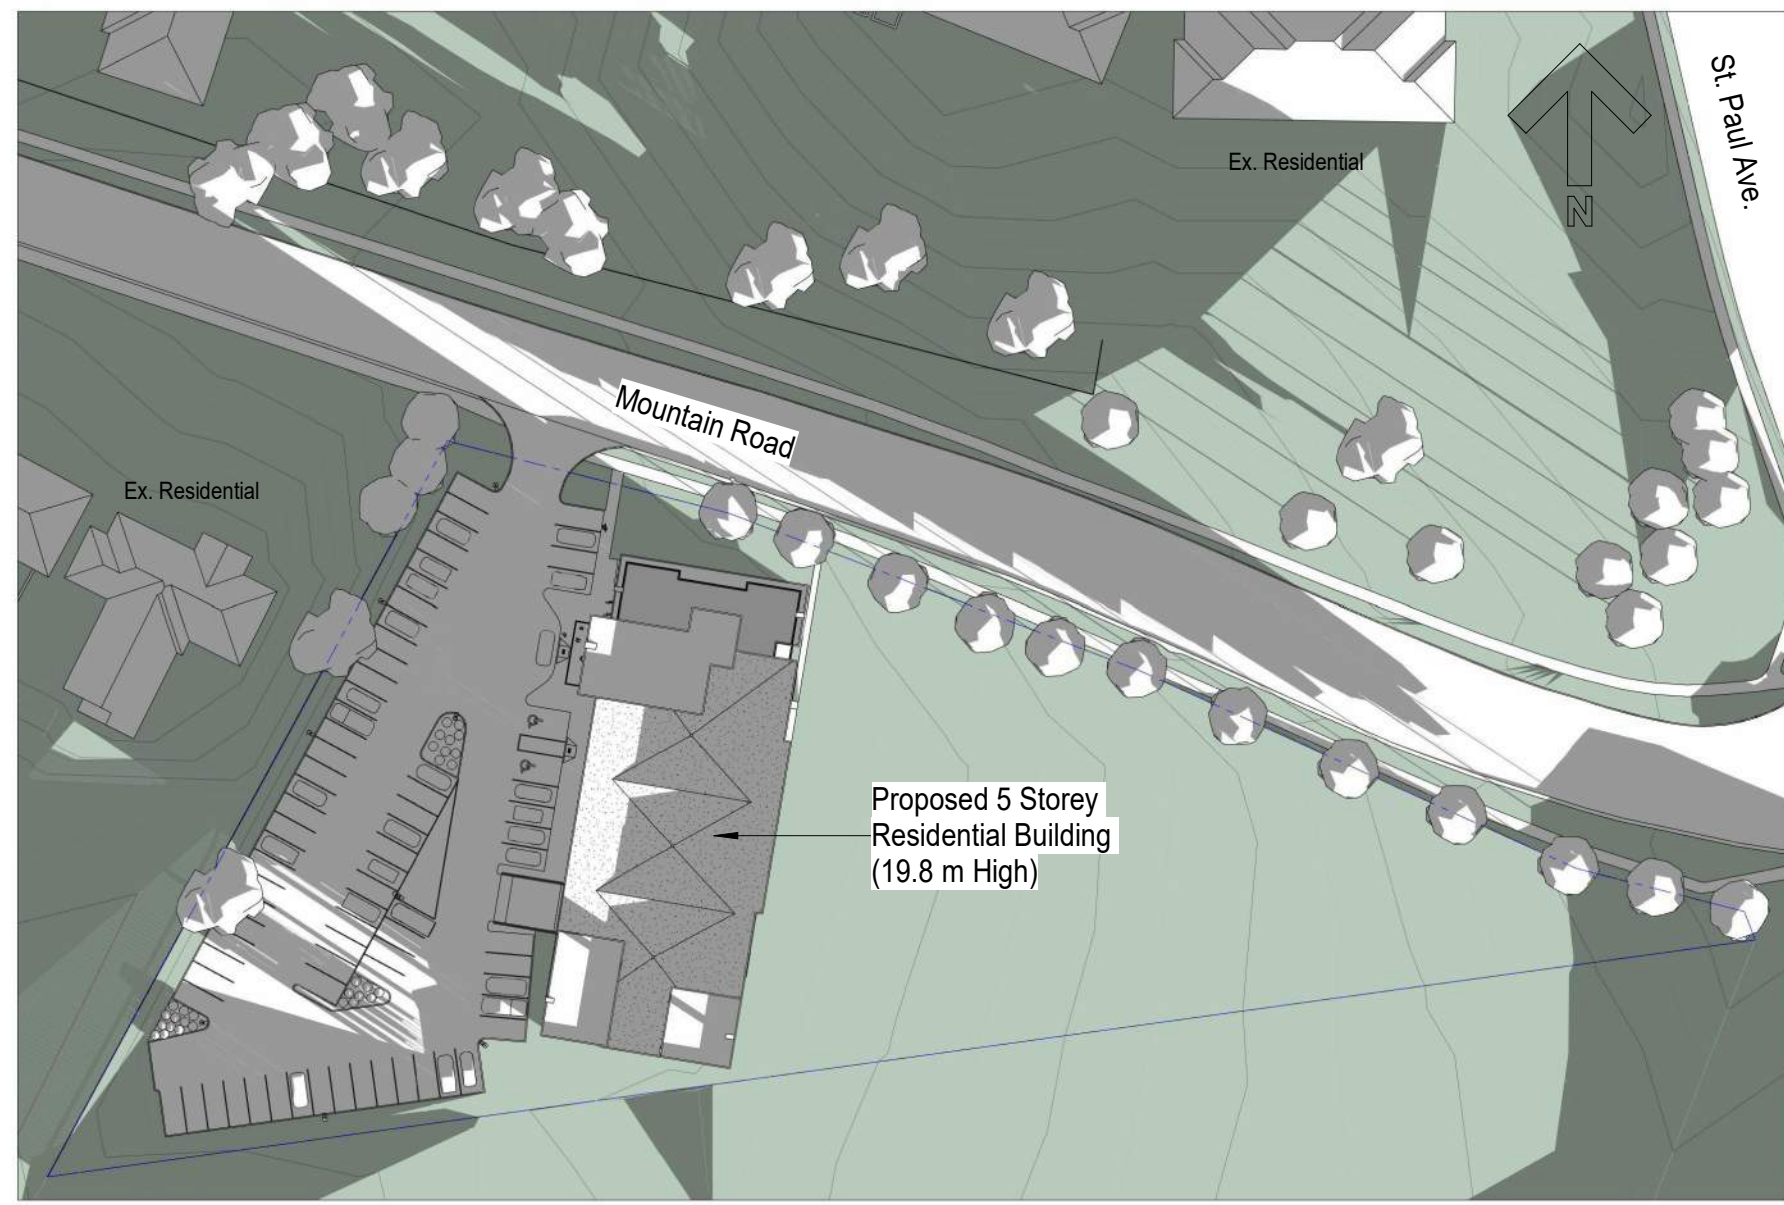 St. Paul Ave.
Ex. Residential
N
Mountain Road
Ex. Residential
Proposed 5 Storey
Residential Building
(19.8 m High)